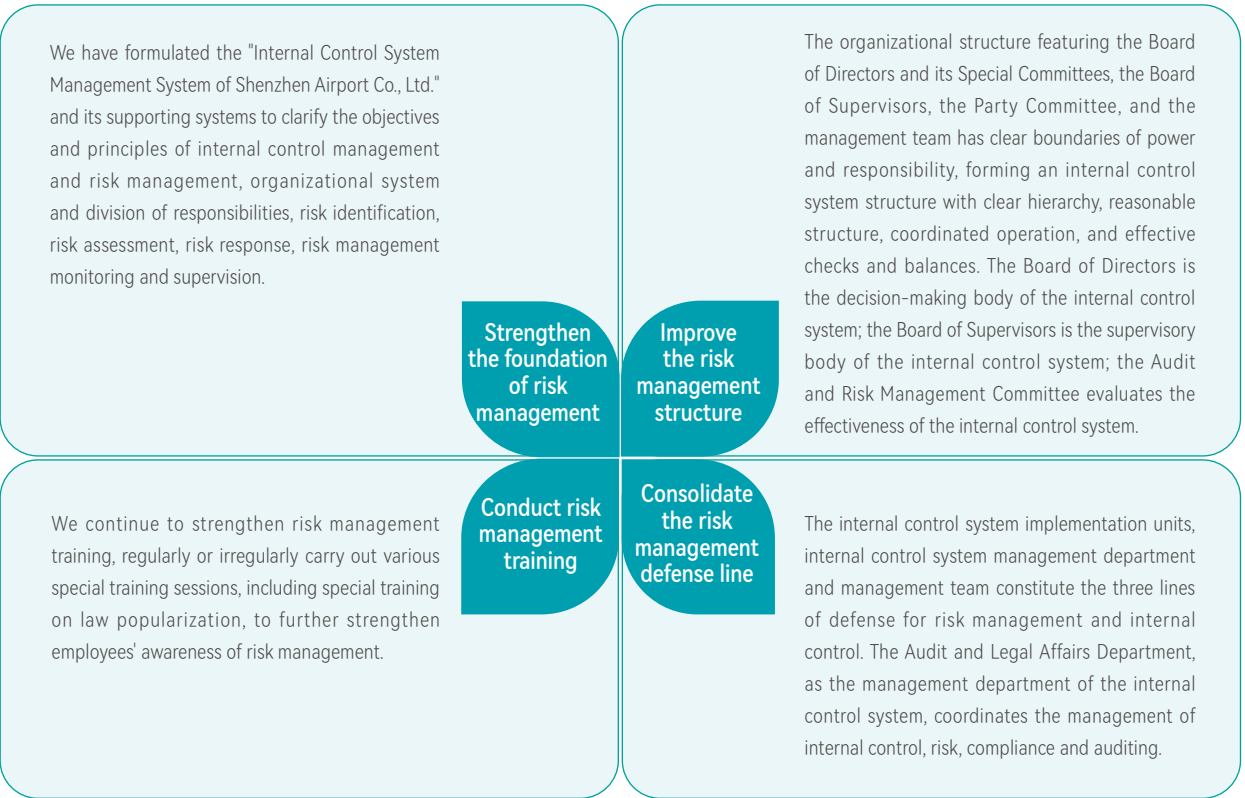 We have formulated the "Internal Control System
Management System of Shenzhen Airport Co., Ltd."
and its supporting systems to clarify the objectives
and principles of internal control management
and risk management, organizational system
and division of responsibilities, risk identification,
risk assessment, risk response, risk management
monitoring and supervision.
Strengthen
the foundation
of risk
management
The organizational structure featuring the Board
of Directors and its Special Committees, the Board
of Supervisors, the Party Committee, and the
management team has clear boundaries of power
and responsibility, forming an internal control
system structure with clear hierarchy, reasonable
structure, coordinated operation, and effective
checks and balances. The Board of Directors is
the decision-making body of the internal control
system; the Board of Supervisors is the supervisory
body of the internal control system; the Audit
and Risk Management Committee evaluates the
effectiveness of the internal control system.
Improve
the risk
management
structure
We continue to strengthen risk management
training, regularly or irregularly carry out various
special training sessions, including special training
on law popularization, to further strengthen
employees' awareness of risk management.
Conduct risk
management
training
Consolidate
the risk
management
defense line
The internal control system implementation units,
internal control system management department
and management team constitute the three lines
of defense for risk management and internal
control. The Audit and Legal Affairs Department,
as the management department of the internal
control system, coordinates the management of
internal control, risk, compliance and auditing.